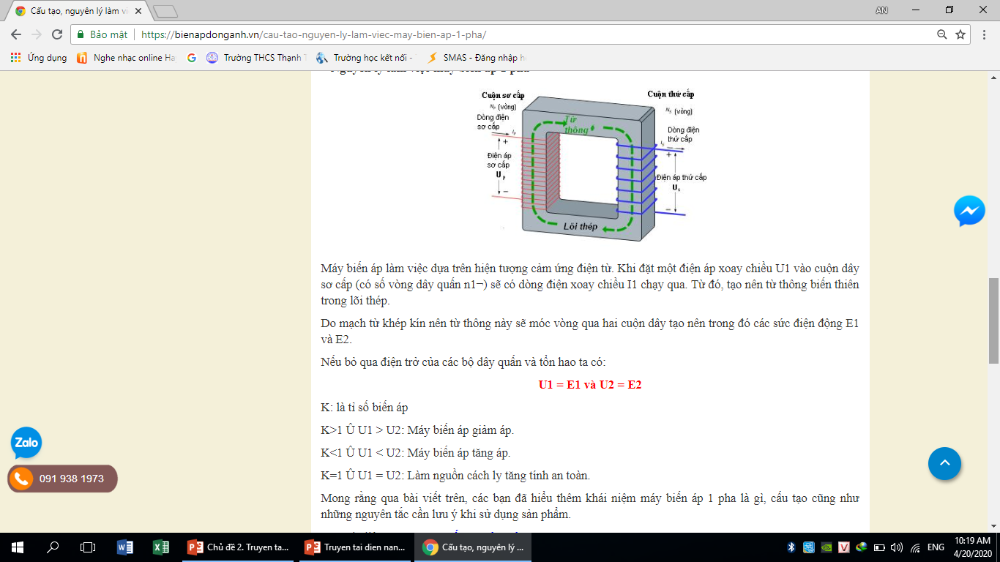 Cấu tạo, nguyên lý làm vi
AN
Bảo mật
https://bienapdonganh.vn/cau-tao-nguyen-ly-lam-viec-may-bien-ap-1-pha/
Ứng dụng
Nghe nhạc online Ha
Trường THCS Thạnh T
Trường học kết nối -
SMAS - Đăng nhập h
Cuộn sơ cấp
Cuộn thứ cấp
Np (vòng)
Ns (vòng)
Dòng điện
sơ cấp
Ip
Từ
thông ϕ
Dòng điện
thứ cấp
Is
+
+
Điện áp
sơ cấp
Up
−
Điện áp thứ cấp
Us
−
Lõi thép
Máy biến áp làm việc dựa trên hiện tượng cảm ứng điện từ. Khi đặt một điện áp xoay chiều U1 vào cuộn dây
sơ cấp (có số vòng dây quấn n1¬) sẽ có dòng điện xoay chiều I1 chạy qua. Từ đó, tạo nên từ thông biến thiên
trong lõi thép.
Do mạch từ khép kín nên từ thông này sẽ móc vòng qua hai cuộn dây tạo nên trong đó các sức điện động E1
và E2.
Nếu bỏ qua điện trở của các bộ dây quấn và tổn hao ta có:
U1 = E1 và U2 = E2
K: là tỉ số biến áp
K>1 Û U1 > U2: Máy biến áp giảm áp.
K<1 Û U1 < U2: Máy biến áp tăng áp.
K=1 Û U1 = U2: Làm nguồn cách ly tăng tính an toàn.
Mong rằng qua bài viết trên, các bạn đã hiểu thêm khái niệm máy biến áp 1 pha là gì, cấu tạo cũng như
những nguyên tắc cần lưu ý khi sử dụng sản phẩm.
Zalo
091 938 1973
Chủ đề 2. Truyen ta...
Truyen tai dien nan...
Cấu tạo, nguyên lý ...
ENG
10:19 AM
4/20/2020